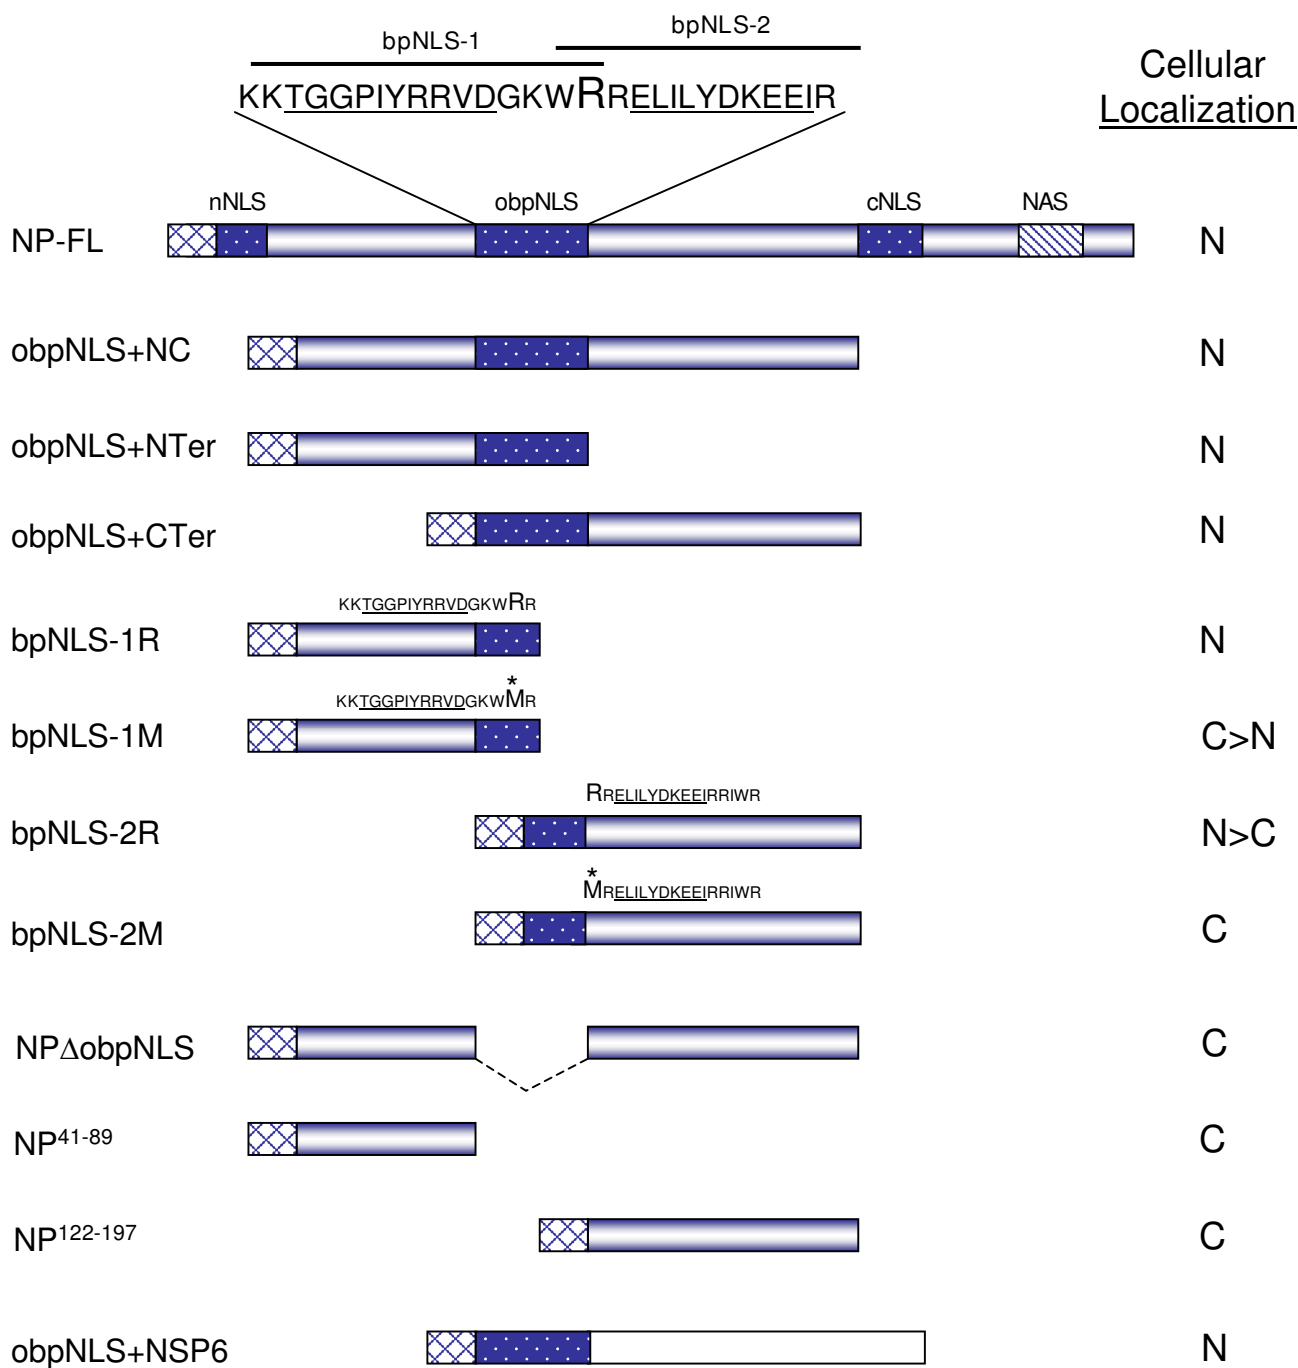 bpNLS-1 bpNLS-2
KKTGGPIYRRVDGKWRRELILYDKEEIR
Cellular
Localization
nNLS obpNLS cNLS NAS
NP-FL N
obpNLS+NC N
obpNLS+NTer N
obpNLS+CTer N
KKTGGPIYRRVDGKWRR
bpNLS-1R N
*
KKTGGPIYRRVDGKWMR
bpNLS-1M C>N
RRELILYDKEEIRRIWR
bpNLS-2R N>C
*
MRELILYDKEEIRRIWR
bpNLS-2M C
NPΔobpNLS C
NP41-89 C
NP122-197 C
obpNLS+NSP6 N